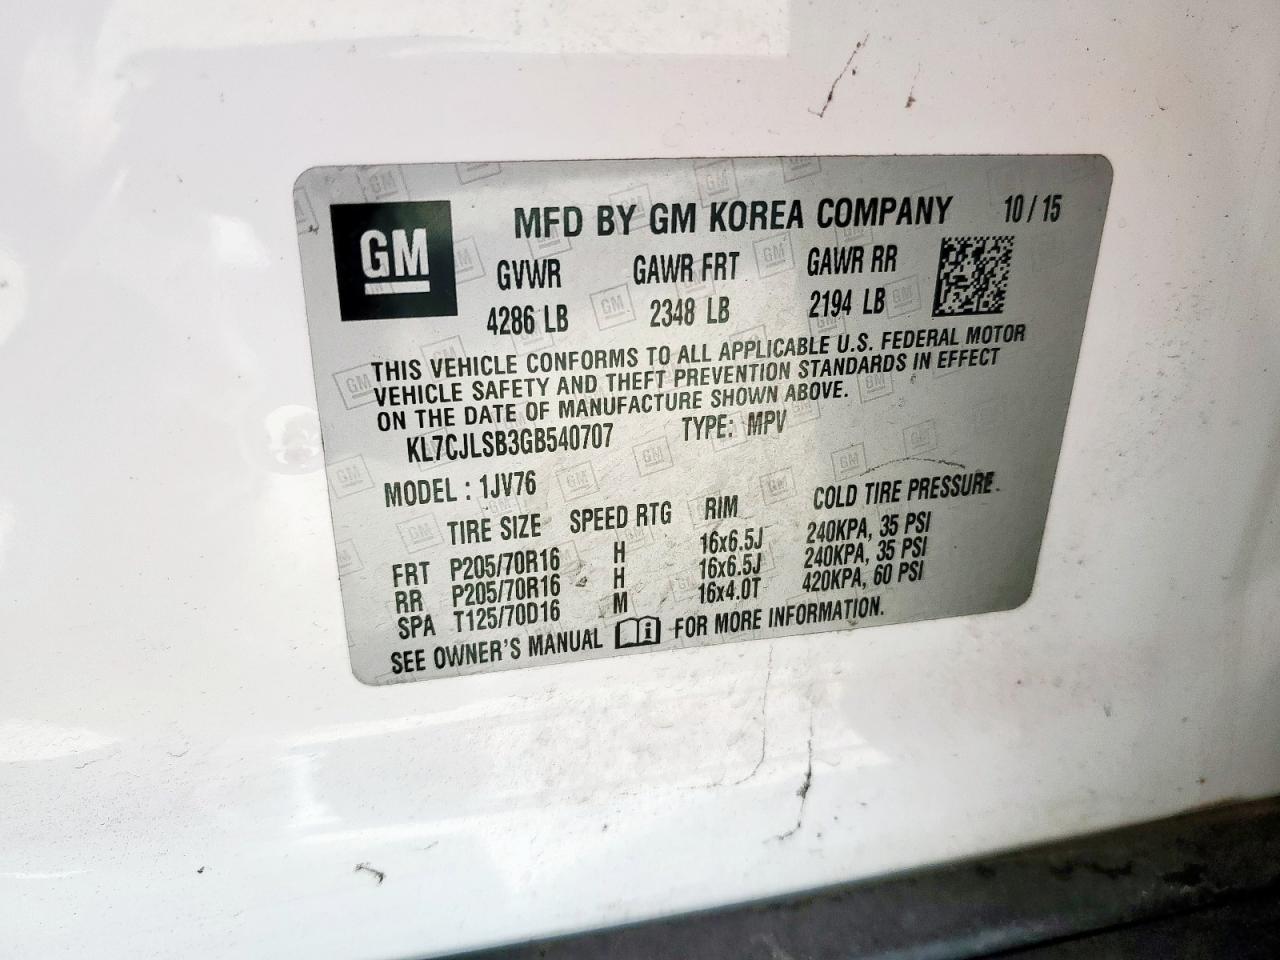 GM
MFD BY GM KOREA COMPANY 10/15
GVWR GAWR FRT GAWR RR
4286 LB 2348 LB 2194 LB
THIS VEHICLE CONFORMS TO ALL APPLICABLE U.S. FEDERAL MOTOR
VEHICLE SAFETY AND THEFT PREVENTION STANDARDS IN EFFECT
ON THE DATE OF MANUFACTURE SHOWN ABOVE.
KL7CJLSB3GB540707 TYPE: MPV
MODEL : 1JV76
TIRE SIZE SPEED RTG RIM COLD TIRE PRESSURE
FRT P205/70R16 H 16x6.5J 240KPA, 35 PSI
RR P205/70R16 H 16x6.5J 240KPA, 35 PSI
SPA T125/70D16 M 16x4.0T 420KPA, 60 PSI
SEE OWNER'S MANUAL i FOR MORE INFORMATION.